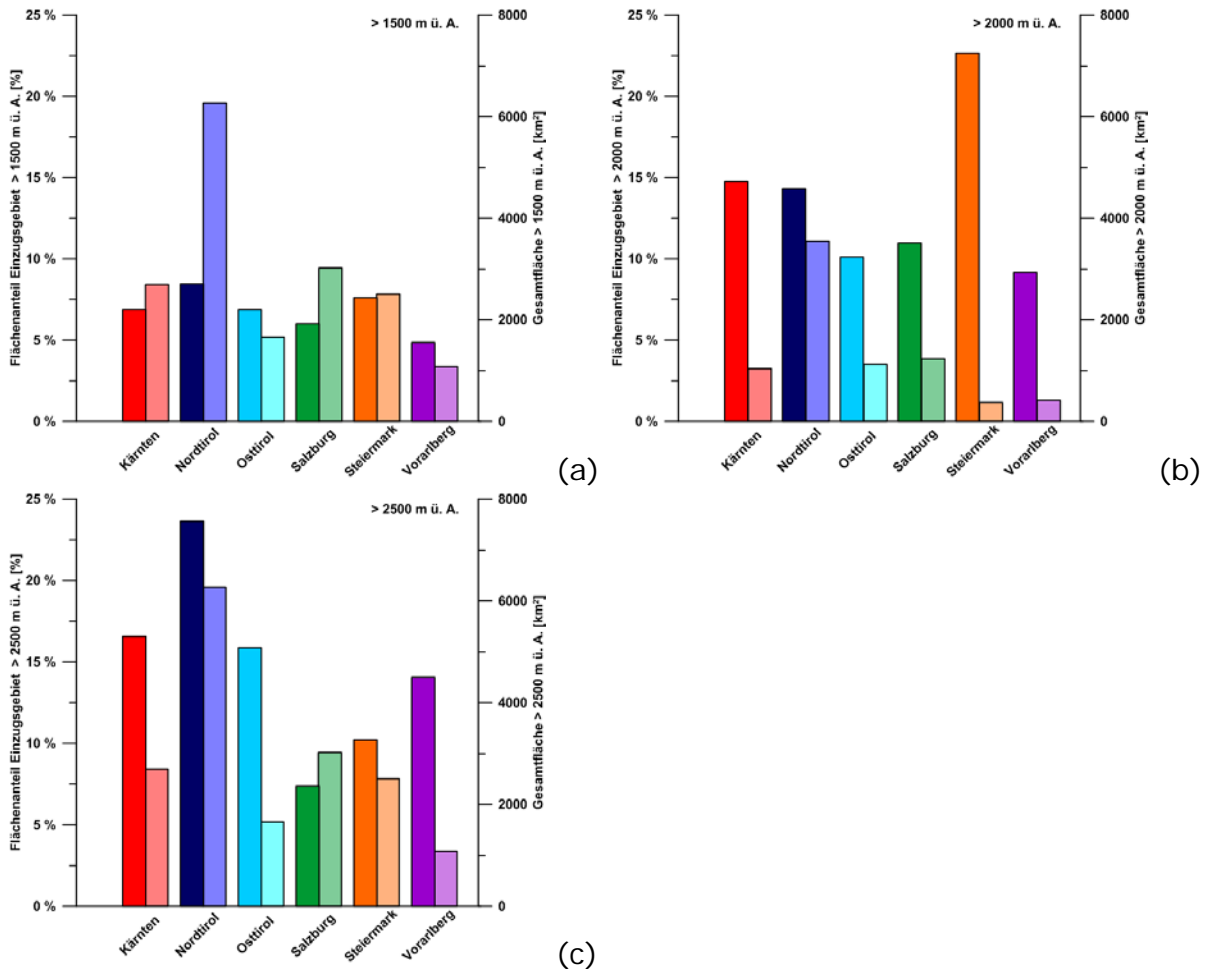 > 1500 m ü. A.
Flächenanteil Einzugsgebiet > 1500 m ü. A. [%]
25 %
20 %
15 %
10 %
5 %
0 %
8000
6000
4000
2000
0
Gesamtfläche > 1500 m ü. A. [km²]
Kärnten
Nordtirol
Osttirol
Salzburg
Steiermark
Vorarlberg
(a)
> 2000 m ü. A.
Flächenanteil Einzugsgebiet > 2000 m ü. A. [%]
25 %
20 %
15 %
10 %
5 %
0 %
8000
6000
4000
2000
0
Gesamtfläche > 2000 m ü. A. [km²]
Kärnten
Nordtirol
Osttirol
Salzburg
Steiermark
Vorarlberg
(b)
> 2500 m ü. A.
Flächenanteil Einzugsgebiet > 2500 m ü. A. [%]
25 %
20 %
15 %
10 %
5 %
0 %
8000
6000
4000
2000
0
Gesamtfläche > 2500 m ü. A. [km²]
Kärnten
Nordtirol
Osttirol
Salzburg
Steiermark
Vorarlberg
(c)